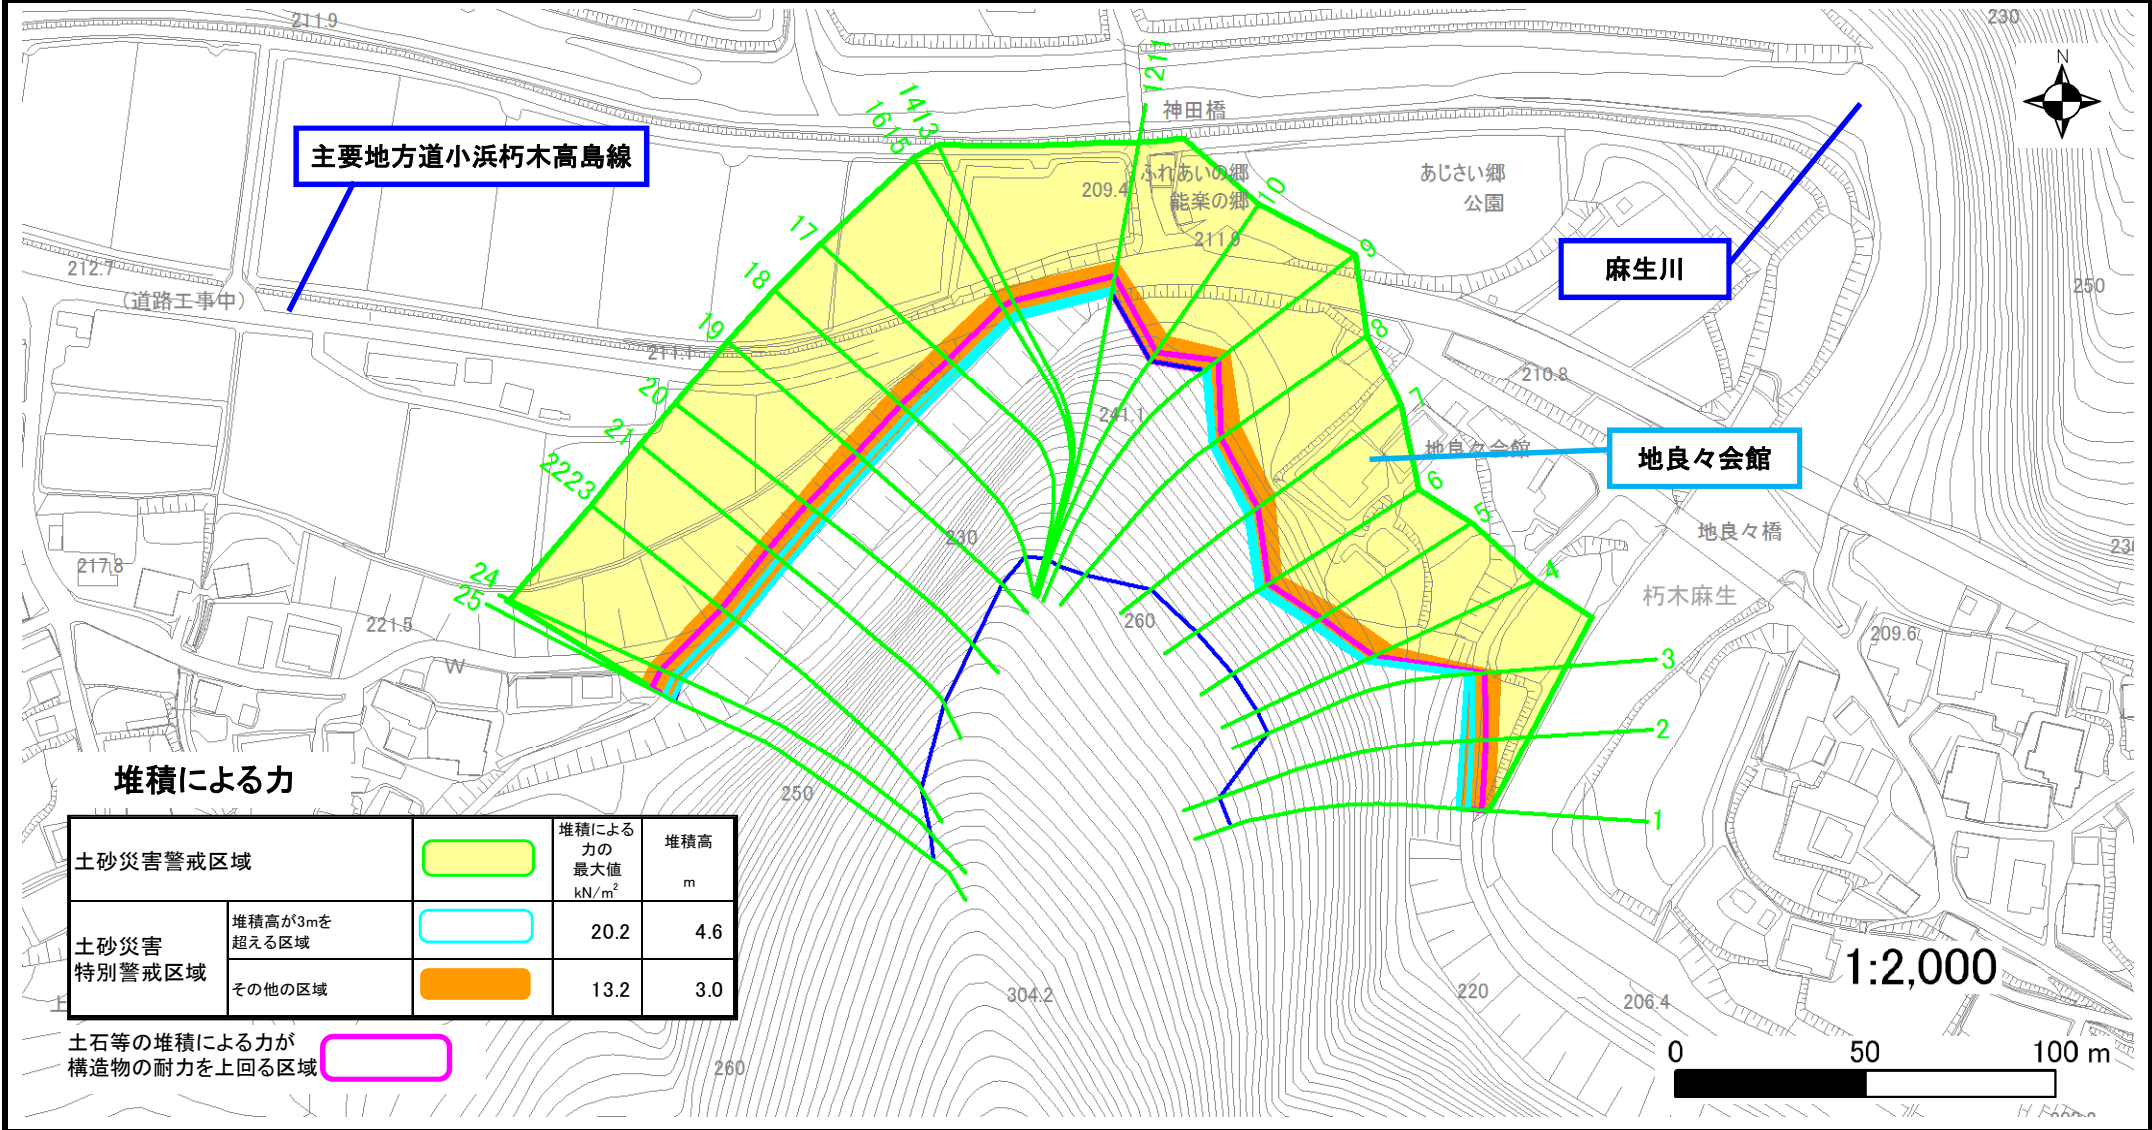 211.9
230
N
1211
神田橋
1413
1615
主要地方道小浜朽木高島線
ふれあいの郷
能楽の郷
209.4
10
あじさい郷
公園
17
211.9
9
麻生川
212.7
18
250
(道路工事中)
19
8
211.1
210.8
20
7
241.1
21
地良々会館
地良々会館
2223
6
5
230
地良々橋
230
217.8
24
4
25
朽木麻生
221.5
260
209.6
W
3
2
堆積による力
250
1
土砂災害警戒区域
堆積による
力の
最大値
kN/m²
堆積高
m
土砂災害
特別警戒区域
堆積高が3mを
超える区域
20.2
4.6
その他の区域
13.2
3.0
304.2
220
206.4
1:2,000
土石等の堆積による力が
構造物の耐力を上回る区域
260
0 50 100 m